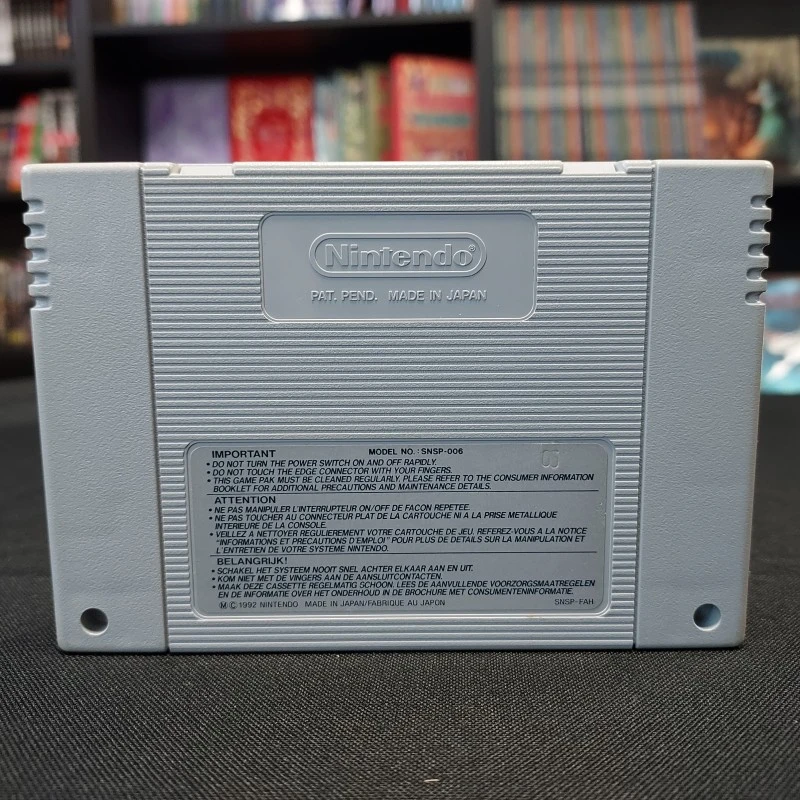 Nintendo®
PAT. PEND. MADE IN JAPAN
IMPORTANT MODEL NO.: SNSP-006
• DO NOT TURN THE POWER SWITCH ON AND OFF RAPIDLY.
• DO NOT TOUCH THE EDGE CONNECTOR WITH YOUR FINGERS.
• THIS GAME PAK MUST BE CLEANED REGULARLY. PLEASE REFER TO THE CONSUMER INFORMATION
BOOKLET FOR ADDITIONAL PRECAUTIONS AND MAINTENANCE DETAILS.
ATTENTION
• NE PAS MANIPULER L'INTERRUPTEUR ON/OFF DE FACON REPETEE.
• NE PAS TOUCHER AU CONNECTEUR PLAT DE LA CARTOUCHE NI A LA PRISE METALLIQUE
INTERIEURE DE LA CONSOLE.
• VEILLEZ A NETTOYER REGULIEREMENT VOTRE CARTOUCHE DE JEU. REFEREZ-VOUS A LA NOTICE
"INFORMATIONS ET PRECAUTIONS D'EMPLOI" POUR PLUS DE DETAILS SUR LA MANIPULATION ET
L'ENTRETIEN DE VOTRE SYSTEME NINTENDO.
BELANGRIJK!
• SCHAKEL HET SYSTEEM NOOIT SNEL ACHTER ELKAAR AAN EN UIT.
• KOM NIET MET DE VINGERS AAN DE AANSLUITCONTACTEN.
• MAAK DEZE CASSETTE REGELMATIG SCHOON. LEES DE AANVULLENDE VOORZORGSMAATREGELEN
EN DE INFORMATIE OVER HET ONDERHOUD IN DE BROCHURE MET CONSUMENTENINFORMATIE.
Ⓜ © 1992 NINTENDO MADE IN JAPAN/FABRIQUE AU JAPON SNSP-FAH